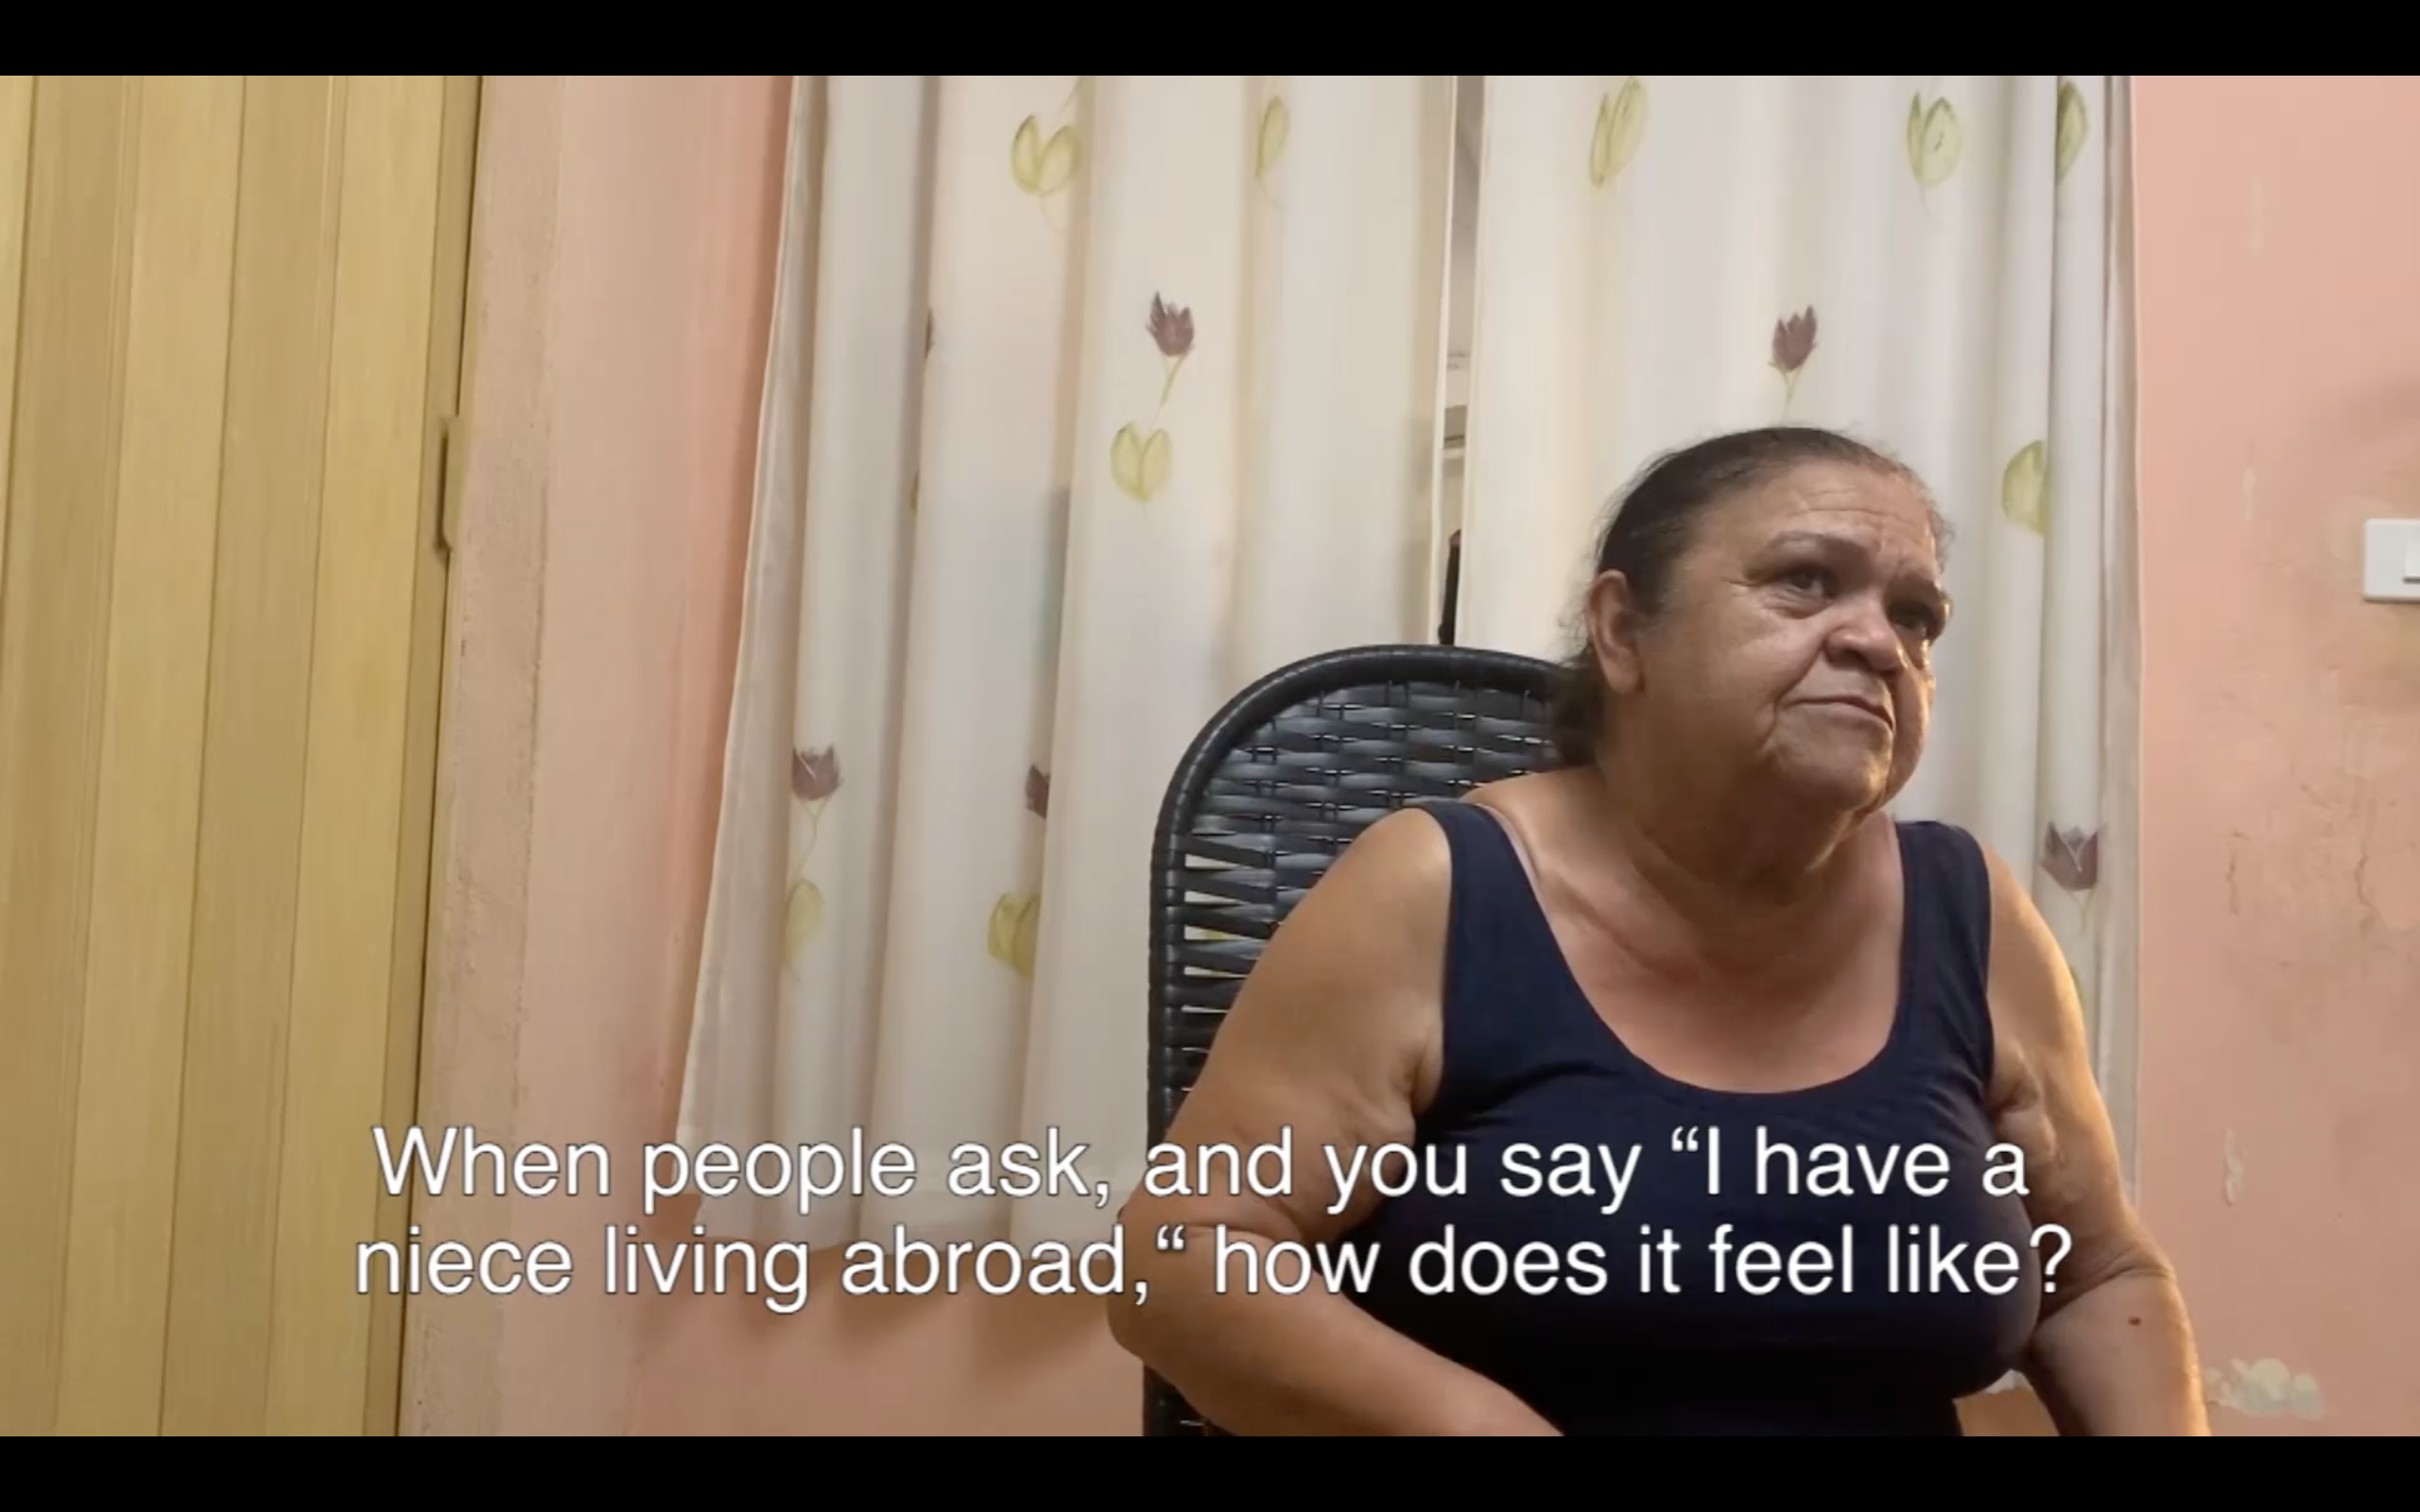 When people ask, and you say “I have a
niece living abroad,“ how does it feel like?